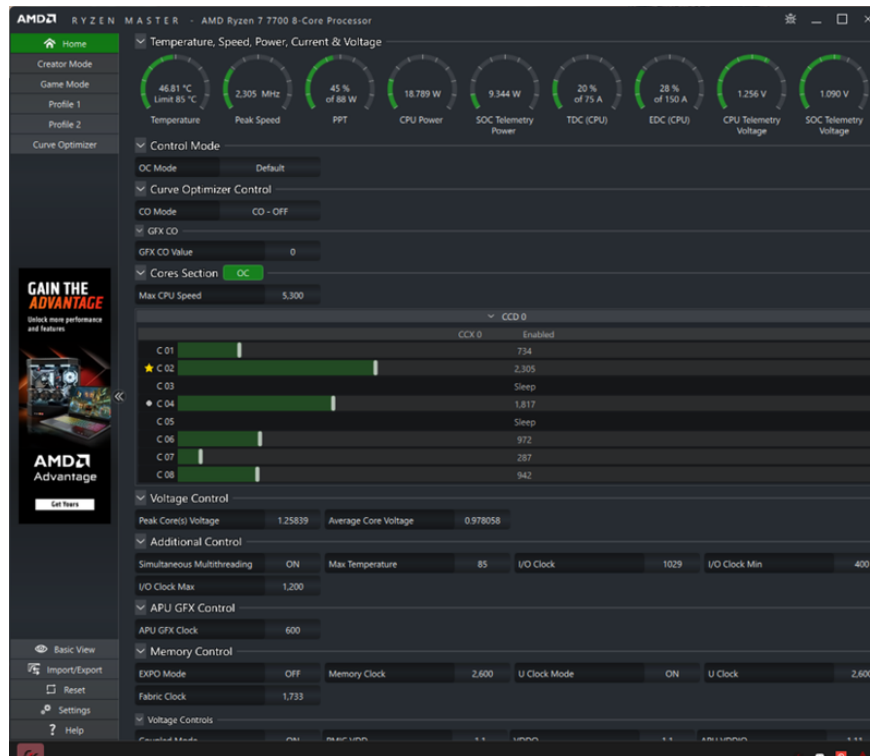 AMD RYZEN MASTER - AMD Ryzen 7 7700 8-Core Processor
Home
Creator Mode
Game Mode
Profile 1
Profile 2
Curve Optimizer
GAIN THE
ADVANTAGE
Unlock more performance
and features
AMD
Advantage
Get Yours
Basic View
Import/Export
Reset
Settings
Help
Temperature, Speed, Power, Current & Voltage
46.81 °C
Limit 85 °C
Temperature
2,305 MHz
Peak Speed
45 %
of 88 W
PPT
18.789 W
CPU Power
9.344 W
SOC Telemetry
Power
20 %
of 75 A
TDC (CPU)
28 %
of 150 A
EDC (CPU)
1.256 V
CPU Telemetry
Voltage
1.090 V
SOC Telemetry
Voltage
Control Mode
OC Mode Default
Curve Optimizer Control
CO Mode CO - OFF
GFX CO
GFX CO Value 0
Cores Section OC
Max CPU Speed 5,300
CCD 0
CCX 0 Enabled
C 01 734
C 02 2,305
C 03 Sleep
C 04 1,817
C 05 Sleep
C 06 972
C 07 287
C 08 942
Voltage Control
Peak Core(s) Voltage 1.25839 Average Core Voltage 0.978058
Additional Control
Simultaneous Multithreading ON Max Temperature 85 I/O Clock 1029 I/O Clock Min 400
I/O Clock Max 1,200
APU GFX Control
APU GFX Clock 600
Memory Control
EXPO Mode OFF Memory Clock 2,600 U Clock Mode ON U Clock 2,600
Fabric Clock 1,733
Voltage Controls